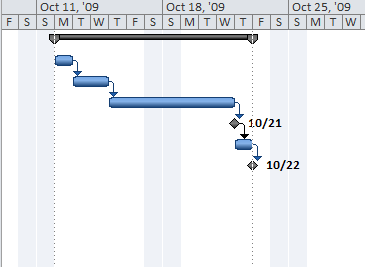 Oct 11, '09 Oct 18, '09 Oct 25, '09
F S S M T W T F S S M T W T F S S M T W
10/21
10/22